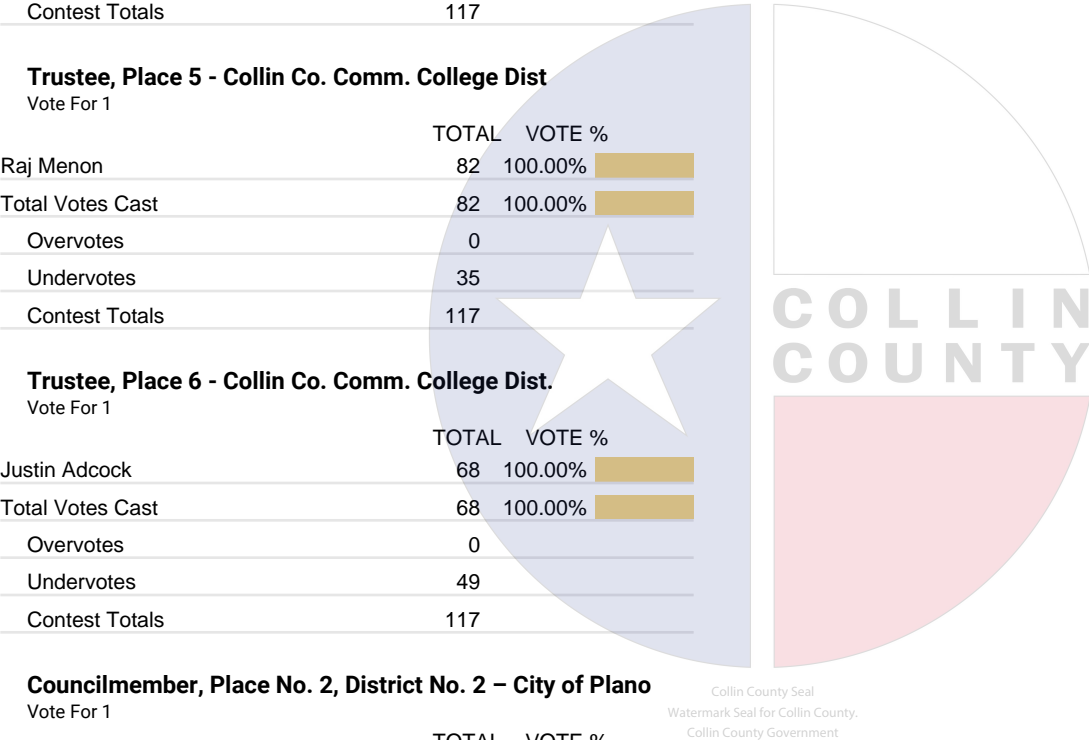 Contest Totals 117
Trustee, Place 5 - Collin Co. Comm. College Dist
Vote For 1
TOTAL VOTE %
Raj Menon 82 100.00%
Total Votes Cast 82 100.00%
Overvotes 0
Undervotes 35
Contest Totals 117
COLLIN
COUNTY
Trustee, Place 6 - Collin Co. Comm. College Dist.
Vote For 1
TOTAL VOTE %
Justin Adcock 68 100.00%
Total Votes Cast 68 100.00%
Overvotes 0
Undervotes 49
Contest Totals 117
Councilmember, Place No. 2, District No. 2 – City of Plano
Vote For 1
Collin County Seal
Watermark Seal for Collin County.
Collin County Government
TOTAL VOTE %